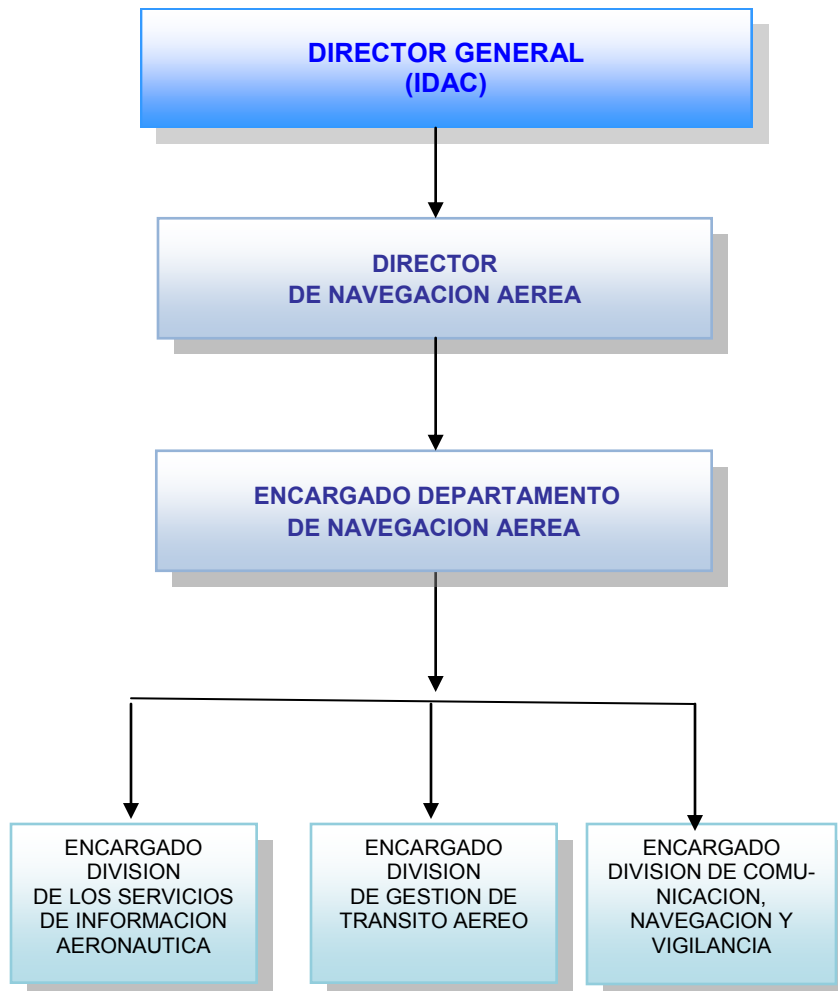 DIRECTOR GENERAL
(IDAC)
DIRECTOR
DE NAVEGACION AEREA
ENCARGADO DEPARTAMENTO
DE NAVEGACION AEREA
ENCARGADO
DIVISION
DE LOS SERVICIOS
DE INFORMACION
AERONAUTICA
ENCARGADO
DIVISION
DE GESTION DE
TRANSITO AEREO
ENCARGADO
DIVISION DE COMU-
NICACION,
NAVEGACION Y
VIGILANCIA